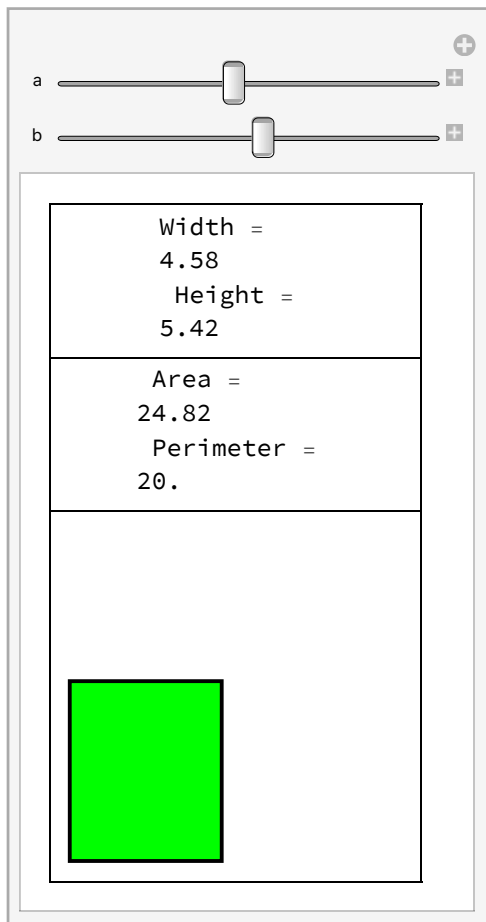 a
b
Width =
4.58
Height =
5.42
Area =
24.82
Perimeter =
20.